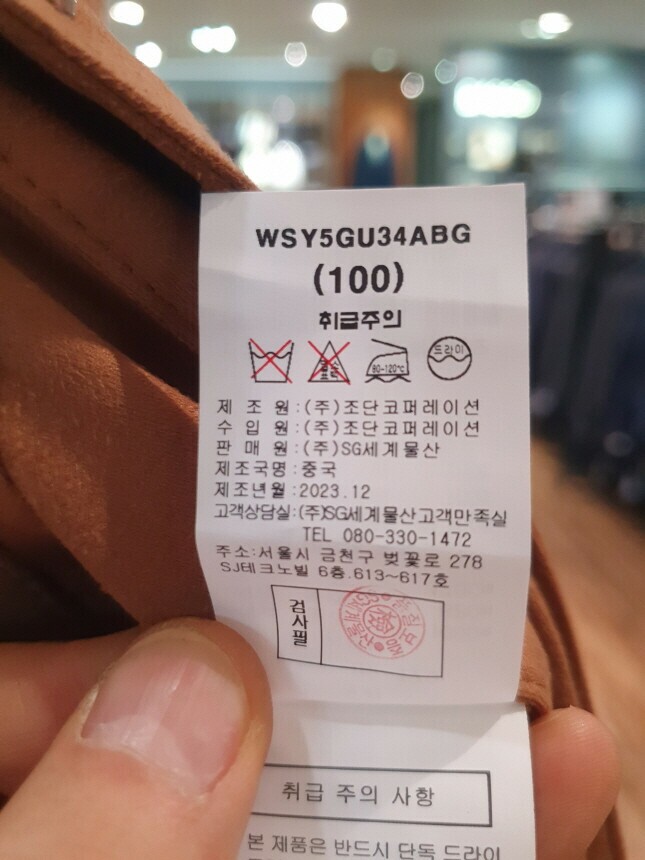 WSY5GU34ABG
(100)
취급주의
드라이
80-120℃
제 조 원:(주)조단코퍼레이션
수 입 원:(주)조단코퍼레이션
판 매 원:(주)SG세계물산
제조국명:중국
제조년월:2023.12
고객상담실:(주)SG세계물산고객만족실
TEL 080-330-1472
주소:서울시 금천구 벚꽃로 278
SJ테크노빌 6층.613~617호
검사필
취급 주의 사항
본 제품은 반드시 단독 드라이